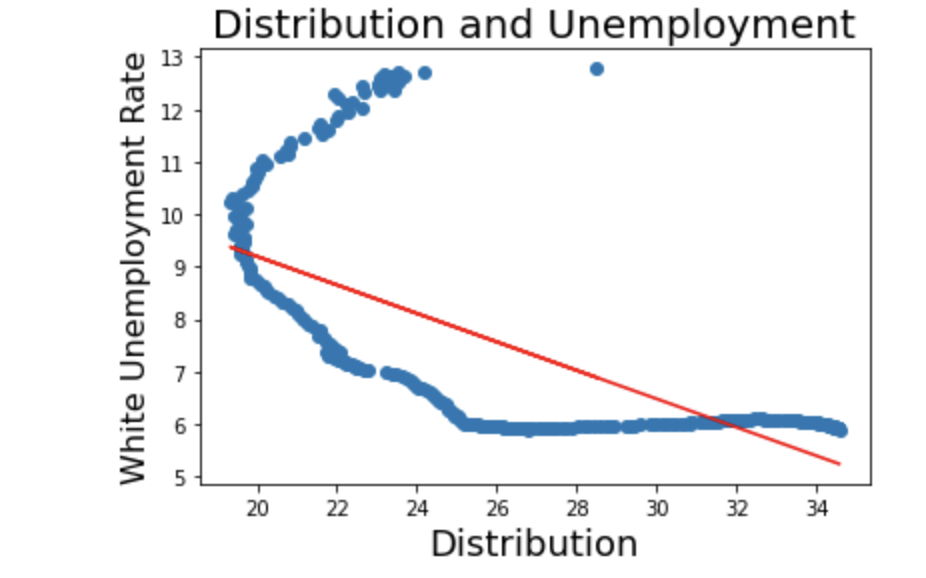 Distribution and Unemployment
White Unemployment Rate
13
12
11
10
9
8
7
6
5
20 22 24 26 28 30 32 34
Distribution